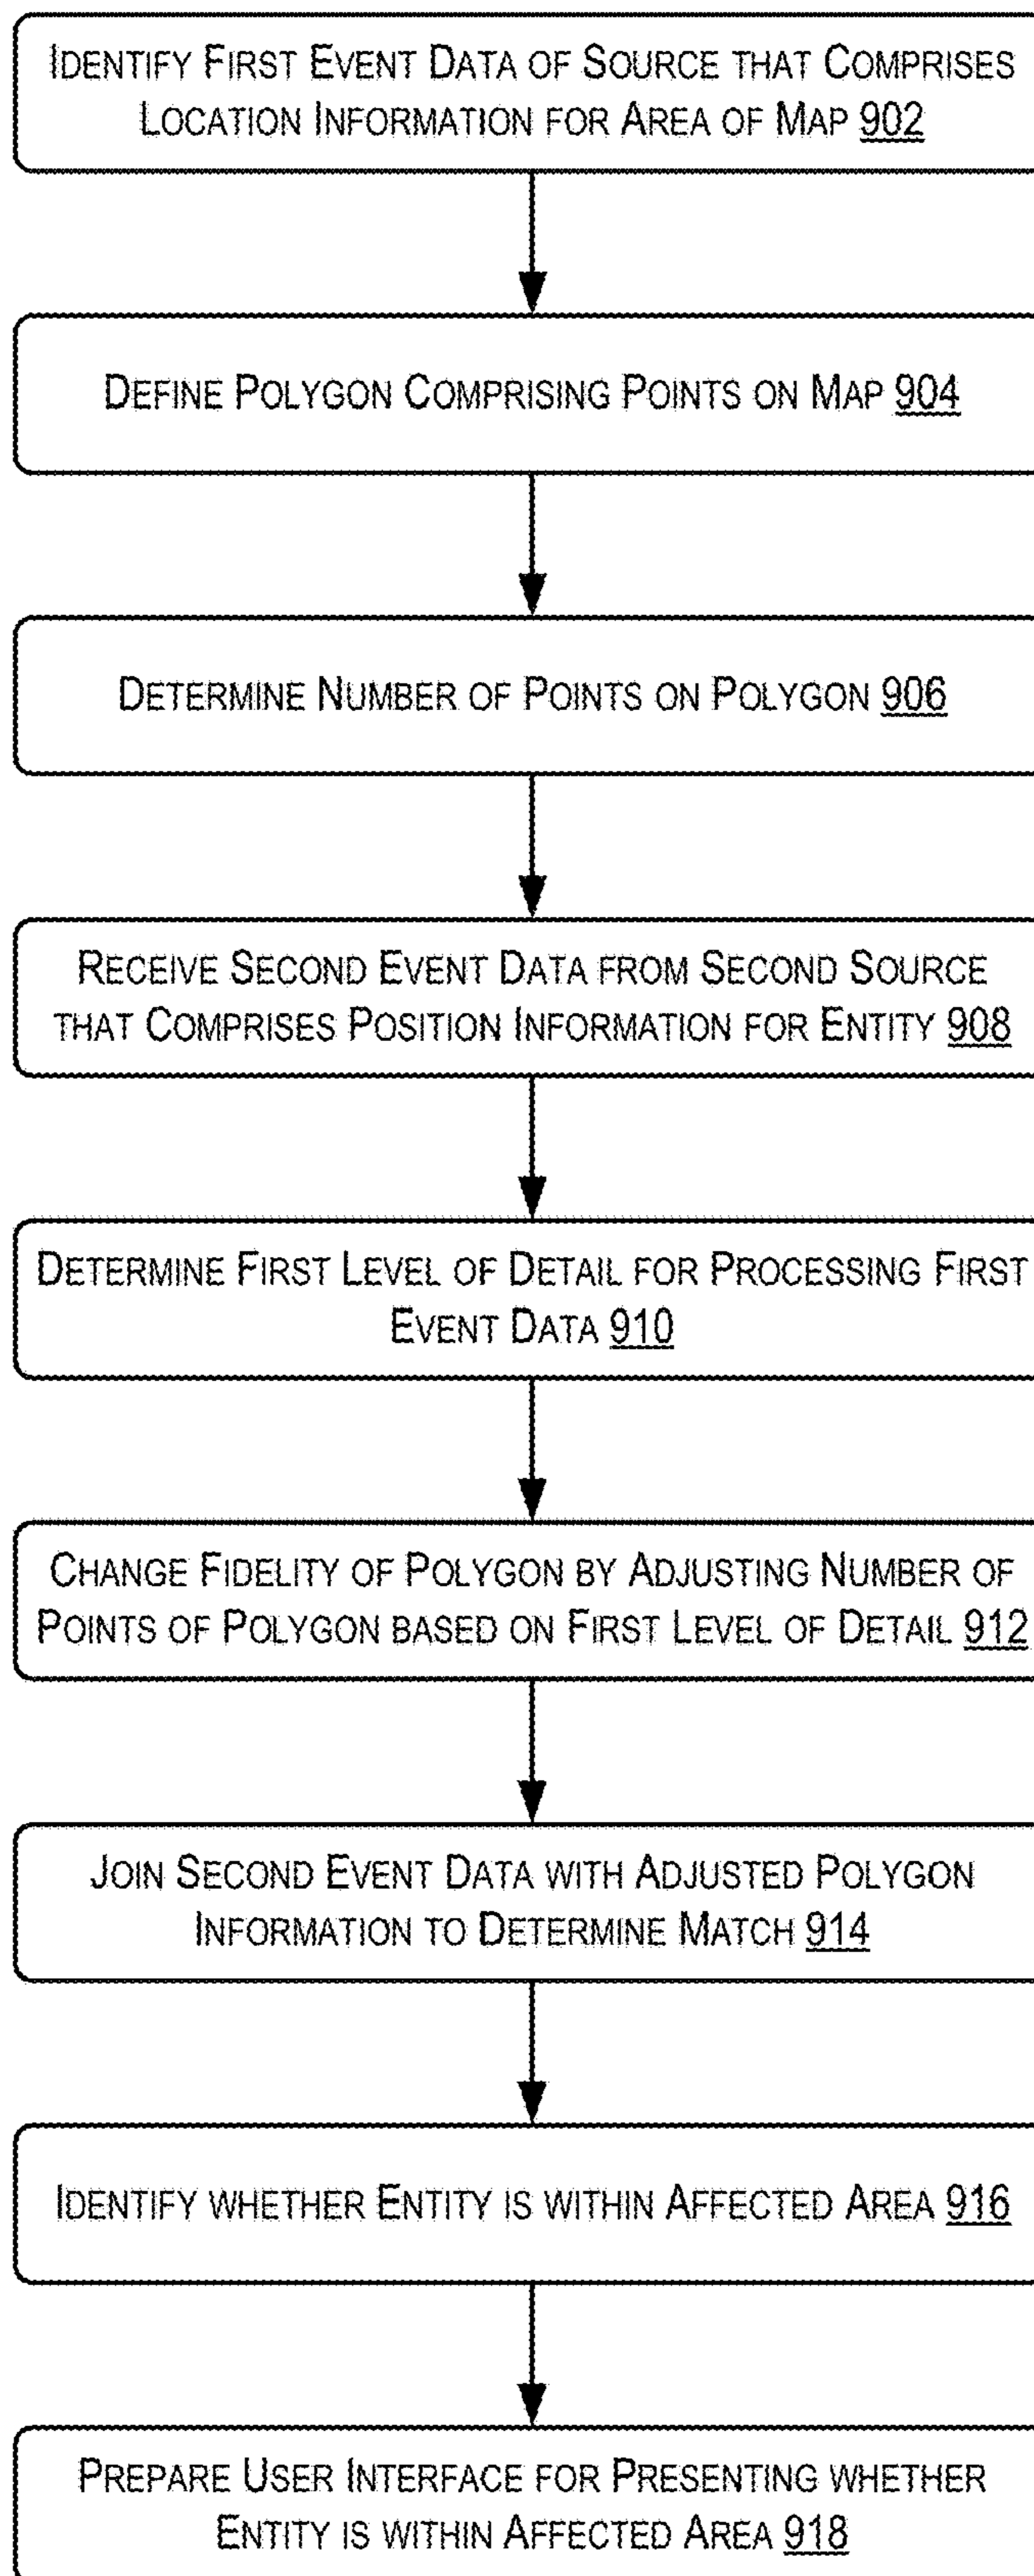 IDENTIFY FIRST EVENT DATA OF SOURCE THAT COMPRISES
LOCATION INFORMATION FOR AREA OF MAP 902
DEFINE POLYGON COMPRISING POINTS ON MAP 904
DETERMINE NUMBER OF POINTS ON POLYGON 906
RECEIVE SECOND EVENT DATA FROM SECOND SOURCE
THAT COMPRISES POSITION INFORMATION FOR ENTITY 908
DETERMINE FIRST LEVEL OF DETAIL FOR PROCESSING FIRST
EVENT DATA 910
CHANGE FIDELITY OF POLYGON BY ADJUSTING NUMBER OF
POINTS OF POLYGON BASED ON FIRST LEVEL OF DETAIL 912
JOIN SECOND EVENT DATA WITH ADJUSTED POLYGON
INFORMATION TO DETERMINE MATCH 914
IDENTIFY WHETHER ENTITY IS WITHIN AFFECTED AREA 916
PREPARE USER INTERFACE FOR PRESENTING WHETHER
ENTITY IS WITHIN AFFECTED AREA 918